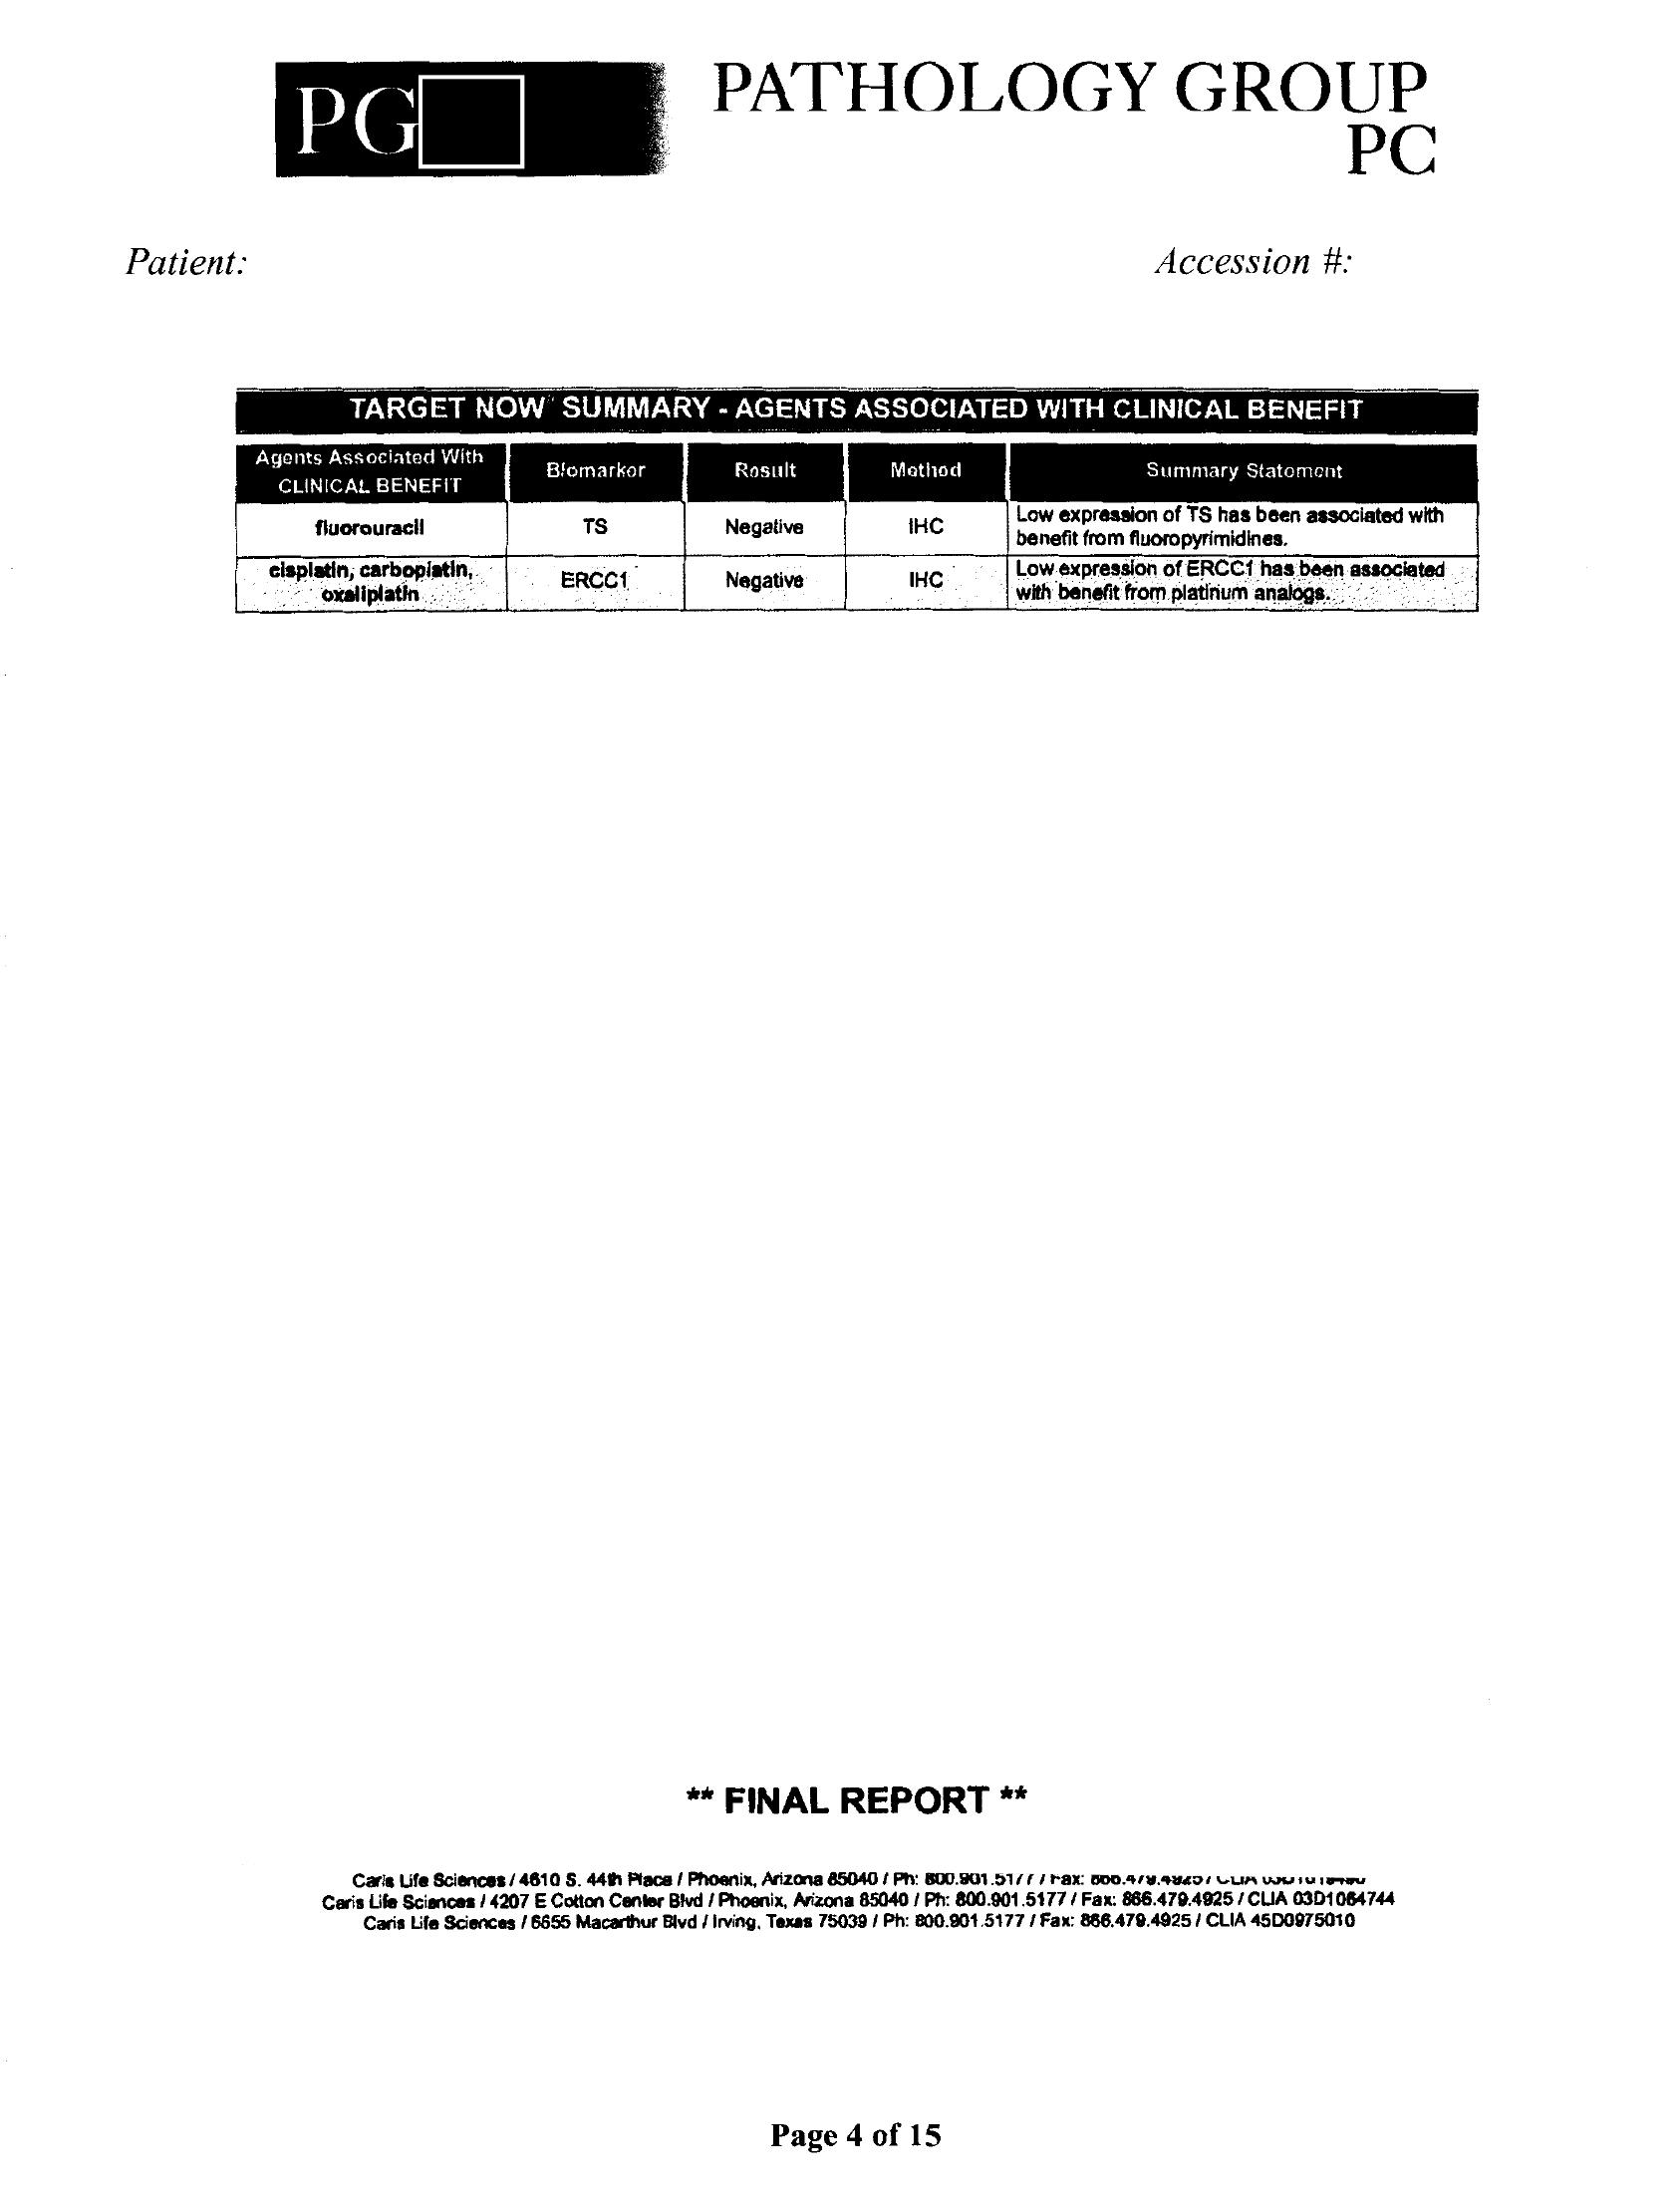 PG
PATHOLOGY GROUP
PC
Patient:
Accession #:
TARGET NOW SUMMARY - AGENTS ASSOCIATED WITH CLINICAL BENEFIT
Agents Associated With
CLINICAL BENEFIT
Biomarker
Result
Method
Summary Statement
fluorouracil
TS
Negative
IHC
Low expression of TS has been associated with
benefit from fluoropyrimidines.
cisplatin, carboplatin,
oxaliplatin
ERCC1
Negative
IHC
Low expression of ERCC1 has been associated
with benefit from platinum analogs.
** FINAL REPORT **
Caris Life Sciences / 4610 S. 44th Place / Phoenix, Arizona 85040 / Ph: 800.901.5177 / Fax: 866.479.4925 / CLIA
Caris Life Sciences / 4207 E Cotton Center Blvd / Phoenix, Arizona 85040 / Ph: 800.901.5177 / Fax: 866.479.4925 / CLIA 03D1064744
Caris Life Sciences / 6655 Macarthur Blvd / Irving, Texas 75039 / Ph: 800.901.5177 / Fax: 866.479.4925 / CLIA 45D0975010
Page 4 of 15